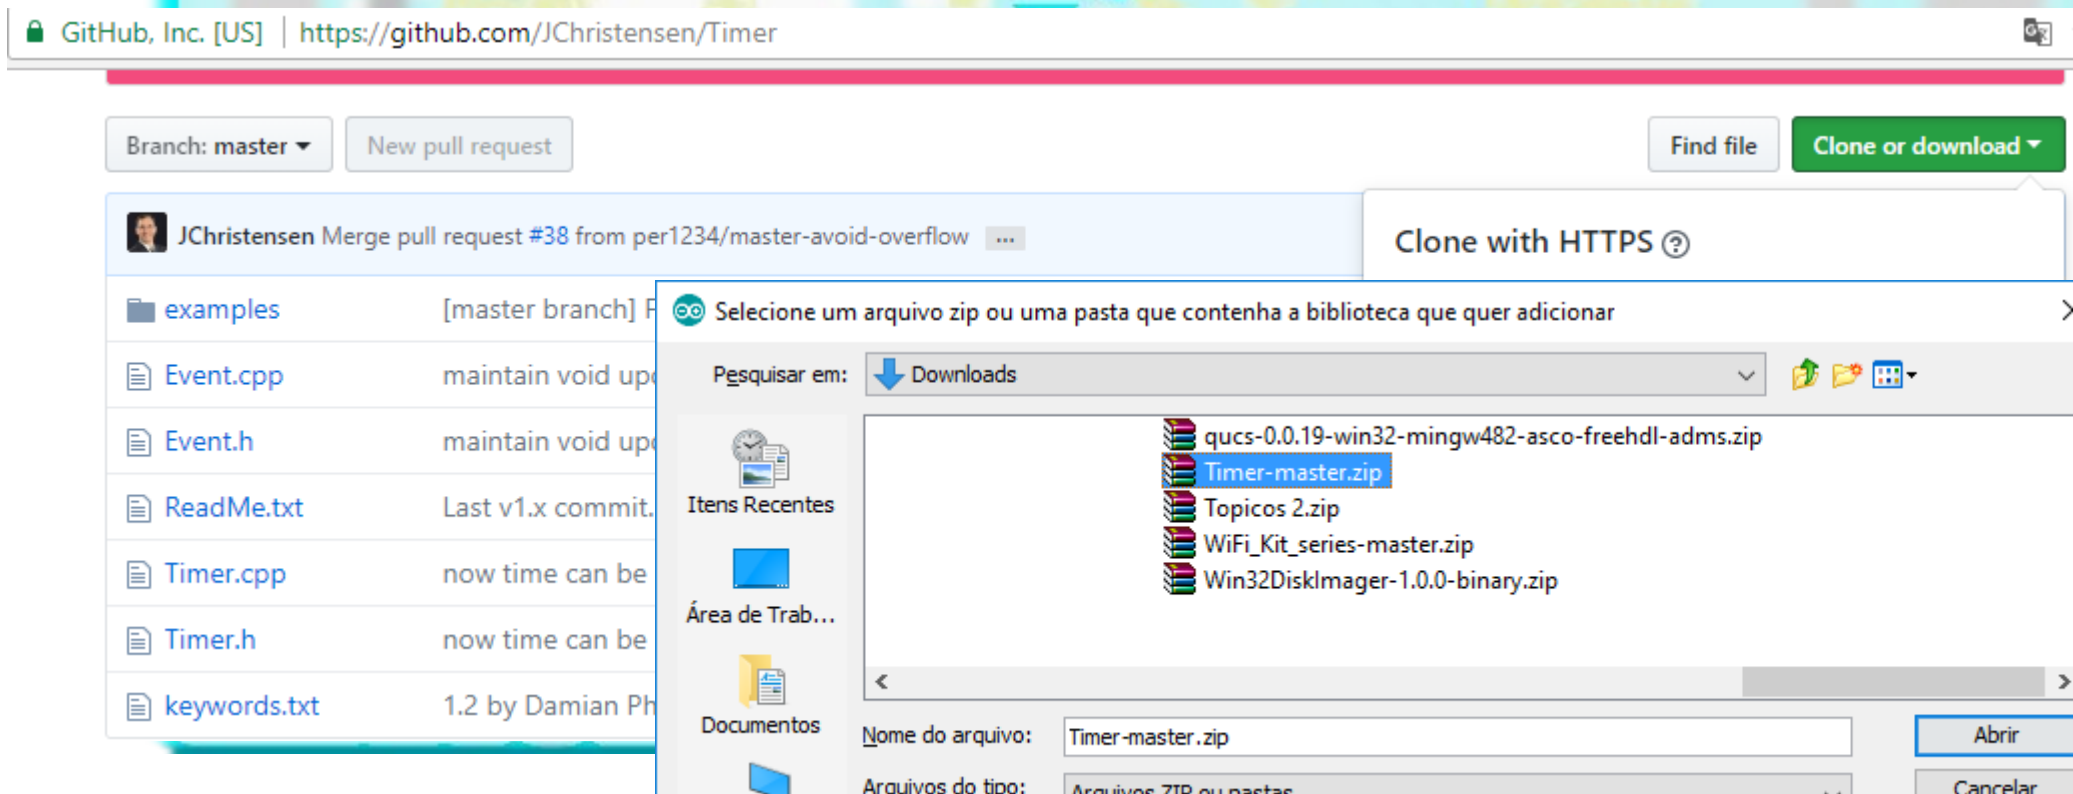 GitHub, Inc. [US] | https://github.com/JChristensen/Timer
Branch: master New pull request Find file Clone or download
JChristensen Merge pull request #38 from per1234/master-avoid-overflow ...
Clone with HTTPS
examples [master branch]
Event.cpp maintain void
Event.h maintain void
ReadMe.txt Last v1.x commit.
Timer.cpp now time can be
Timer.h now time can be
keywords.txt 1.2 by Damian Ph
Selecione um arquivo zip ou uma pasta que contenha a biblioteca que quer adicionar
Pesquisar em: Downloads
Itens Recentes
Área de Trab...
Documentos
qucs-0.0.19-win32-mingw482-asco-freehdl-adms.zip
Timer-master.zip
Topicos 2.zip
WiFi_Kit_series-master.zip
Win32DiskImager-1.0.0-binary.zip
Nome do arquivo: Timer-master.zip Abrir
Arquivos do tipo: Arquivos ZIP ou pastas Cancelar